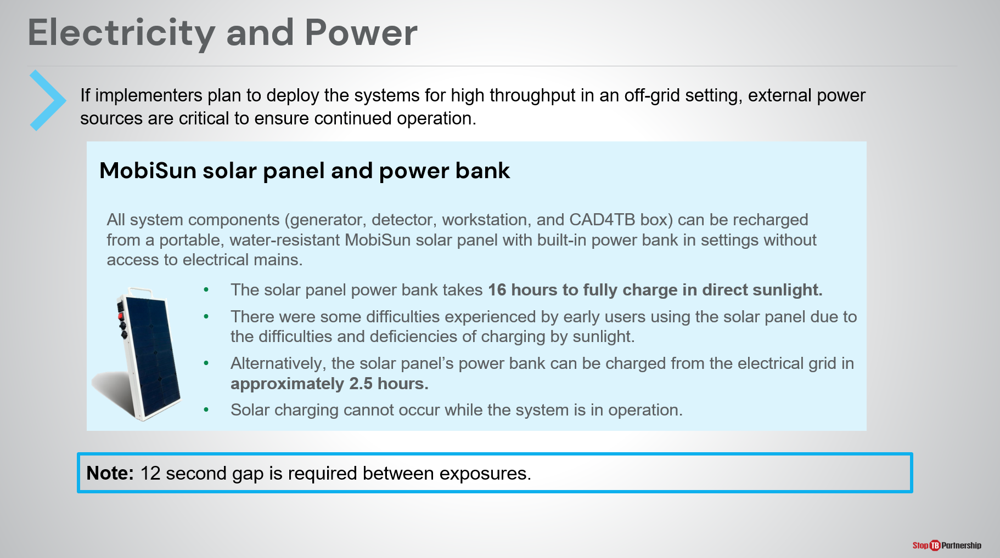 Electricity and Power
If implementers plan to deploy the systems for high throughput in an off-grid setting, external power
sources are critical to ensure continued operation.
MobiSun solar panel and power bank
All system components (generator, detector, workstation, and CAD4TB box) can be recharged
from a portable, water-resistant MobiSun solar panel with built-in power bank in settings without
access to electrical mains.
• The solar panel power bank takes 16 hours to fully charge in direct sunlight.
• There were some difficulties experienced by early users using the solar panel due to
the difficulties and deficiencies of charging by sunlight.
• Alternatively, the solar panel’s power bank can be charged from the electrical grid in
approximately 2.5 hours.
• Solar charging cannot occur while the system is in operation.
Note: 12 second gap is required between exposures.
Stop TB Partnership